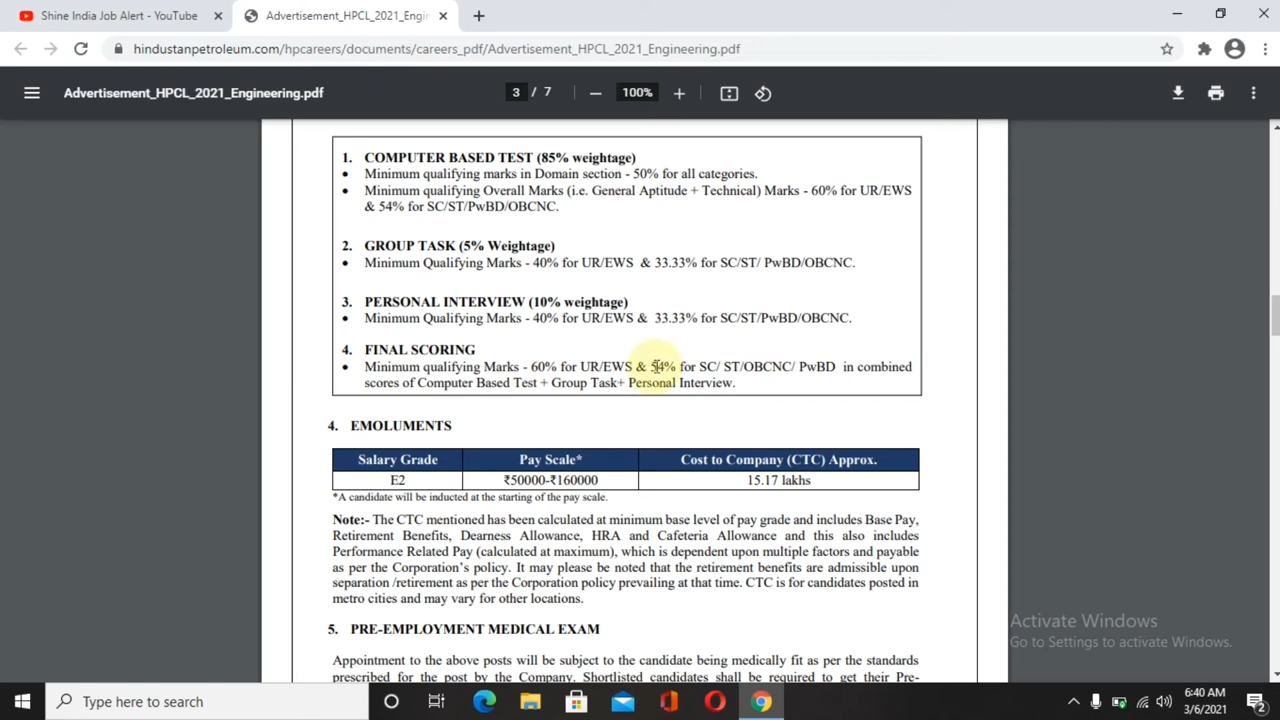 Shine India Job Alert - YouTube
Advertisement_HPCL_2021_Engin
hindustanpetroleum.com/hpcareers/documents/careers_pdf/Advertisement_HPCL_2021_Engineering.pdf
Advertisement_HPCL_2021_Engineering.pdf
3 / 7
100%
1. COMPUTER BASED TEST (85% weightage)
• Minimum qualifying marks in Domain section - 50% for all categories.
• Minimum qualifying Overall Marks (i.e. General Aptitude + Technical) Marks - 60% for UR/EWS
& 54% for SC/ST/PwBD/OBCNC.
2. GROUP TASK (5% Weightage)
• Minimum Qualifying Marks - 40% for UR/EWS & 33.33% for SC/ST/ PwBD/OBCNC.
3. PERSONAL INTERVIEW (10% weightage)
• Minimum Qualifying Marks - 40% for UR/EWS & 33.33% for SC/ST/PwBD/OBCNC.
4. FINAL SCORING
• Minimum qualifying Marks - 60% for UR/EWS & 54% for SC/ ST/OBCNC/ PwBD in combined
scores of Computer Based Test + Group Task+ Personal Interview.
4. EMOLUMENTS
Salary Grade Pay Scale* Cost to Company (CTC) Approx.
E2 ₹50000-₹160000 15.17 lakhs
*A candidate will be inducted at the starting of the pay scale.
Note:- The CTC mentioned has been calculated at minimum base level of pay grade and includes Base Pay,
Retirement Benefits, Dearness Allowance, HRA and Cafeteria Allowance and this also includes
Performance Related Pay (calculated at maximum), which is dependent upon multiple factors and payable
as per the Corporation's policy. It may please be noted that the retirement benefits are admissible upon
separation /retirement as per the Corporation policy prevailing at that time. CTC is for candidates posted in
metro cities and may vary for other locations.
5. PRE-EMPLOYMENT MEDICAL EXAM
Appointment to the above posts will be subject to the candidate being medically fit as per the standards
prescribed for the post by the Company. Shortlisted candidates shall be required to get their Pre-
Activate Windows
Go to Settings to activate Windows.
Type here to search
6:40 AM
3/6/2021
2